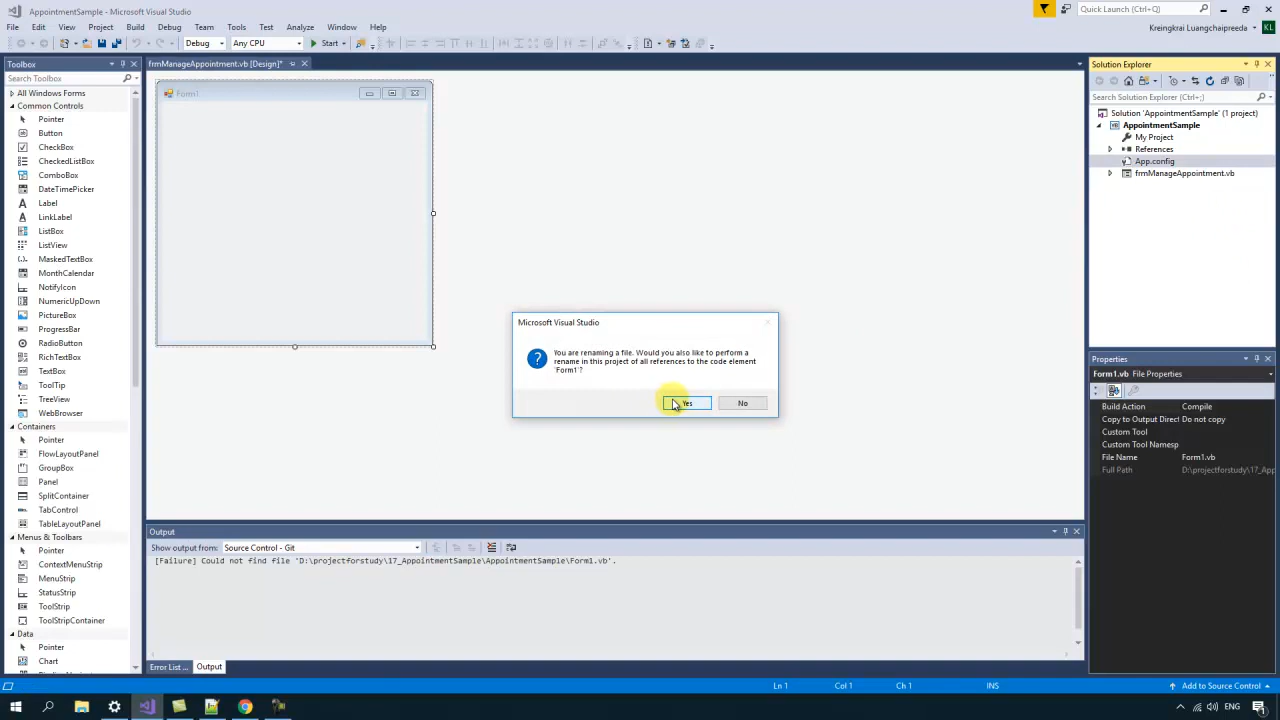 AppointmentSample - Microsoft Visual Studio
Quick Launch (Ctrl+Q)
File Edit View Project Build Debug Team Tools Test Analyze Window Help
Kreingkrai Luangchaipreeda KL
Debug Any CPU Start
Toolbox
Search Toolbox
All Windows Forms
Common Controls
Pointer
Button
CheckBox
CheckedListBox
ComboBox
DateTimePicker
Label
LinkLabel
ListBox
ListView
MaskedTextBox
MonthCalendar
NotifyIcon
NumericUpDown
PictureBox
ProgressBar
RadioButton
RichTextBox
TextBox
ToolTip
TreeView
WebBrowser
Containers
Pointer
FlowLayoutPanel
GroupBox
Panel
SplitContainer
TabControl
TableLayoutPanel
Menus & Toolbars
Pointer
ContextMenuStrip
MenuStrip
StatusStrip
ToolStrip
ToolStripContainer
Data
Pointer
Chart
frmManageAppointment.vb [Design]*
Form1
Microsoft Visual Studio
You are renaming a file. Would you also like to perform a
rename in this project of all references to the code element
'Form1'?
Yes No
Output
Show output from: Source Control - Git
[Failure] Could not find file 'D:\projectforstudy\17_AppointmentSample\AppointmentSample\Form1.vb'.
Error List ... Output
Solution Explorer
Search Solution Explorer (Ctrl+;)
Solution 'AppointmentSample' (1 project)
AppointmentSample
My Project
References
App.config
frmManageAppointment.vb
Properties
Form1.vb File Properties
Build Action Compile
Copy to Output Direct Do not copy
Custom Tool
Custom Tool Namesp
File Name Form1.vb
Full Path D:\projectforstudy\17_App
Ln 1 Col 1 Ch 1 INS Add to Source Control
ENG